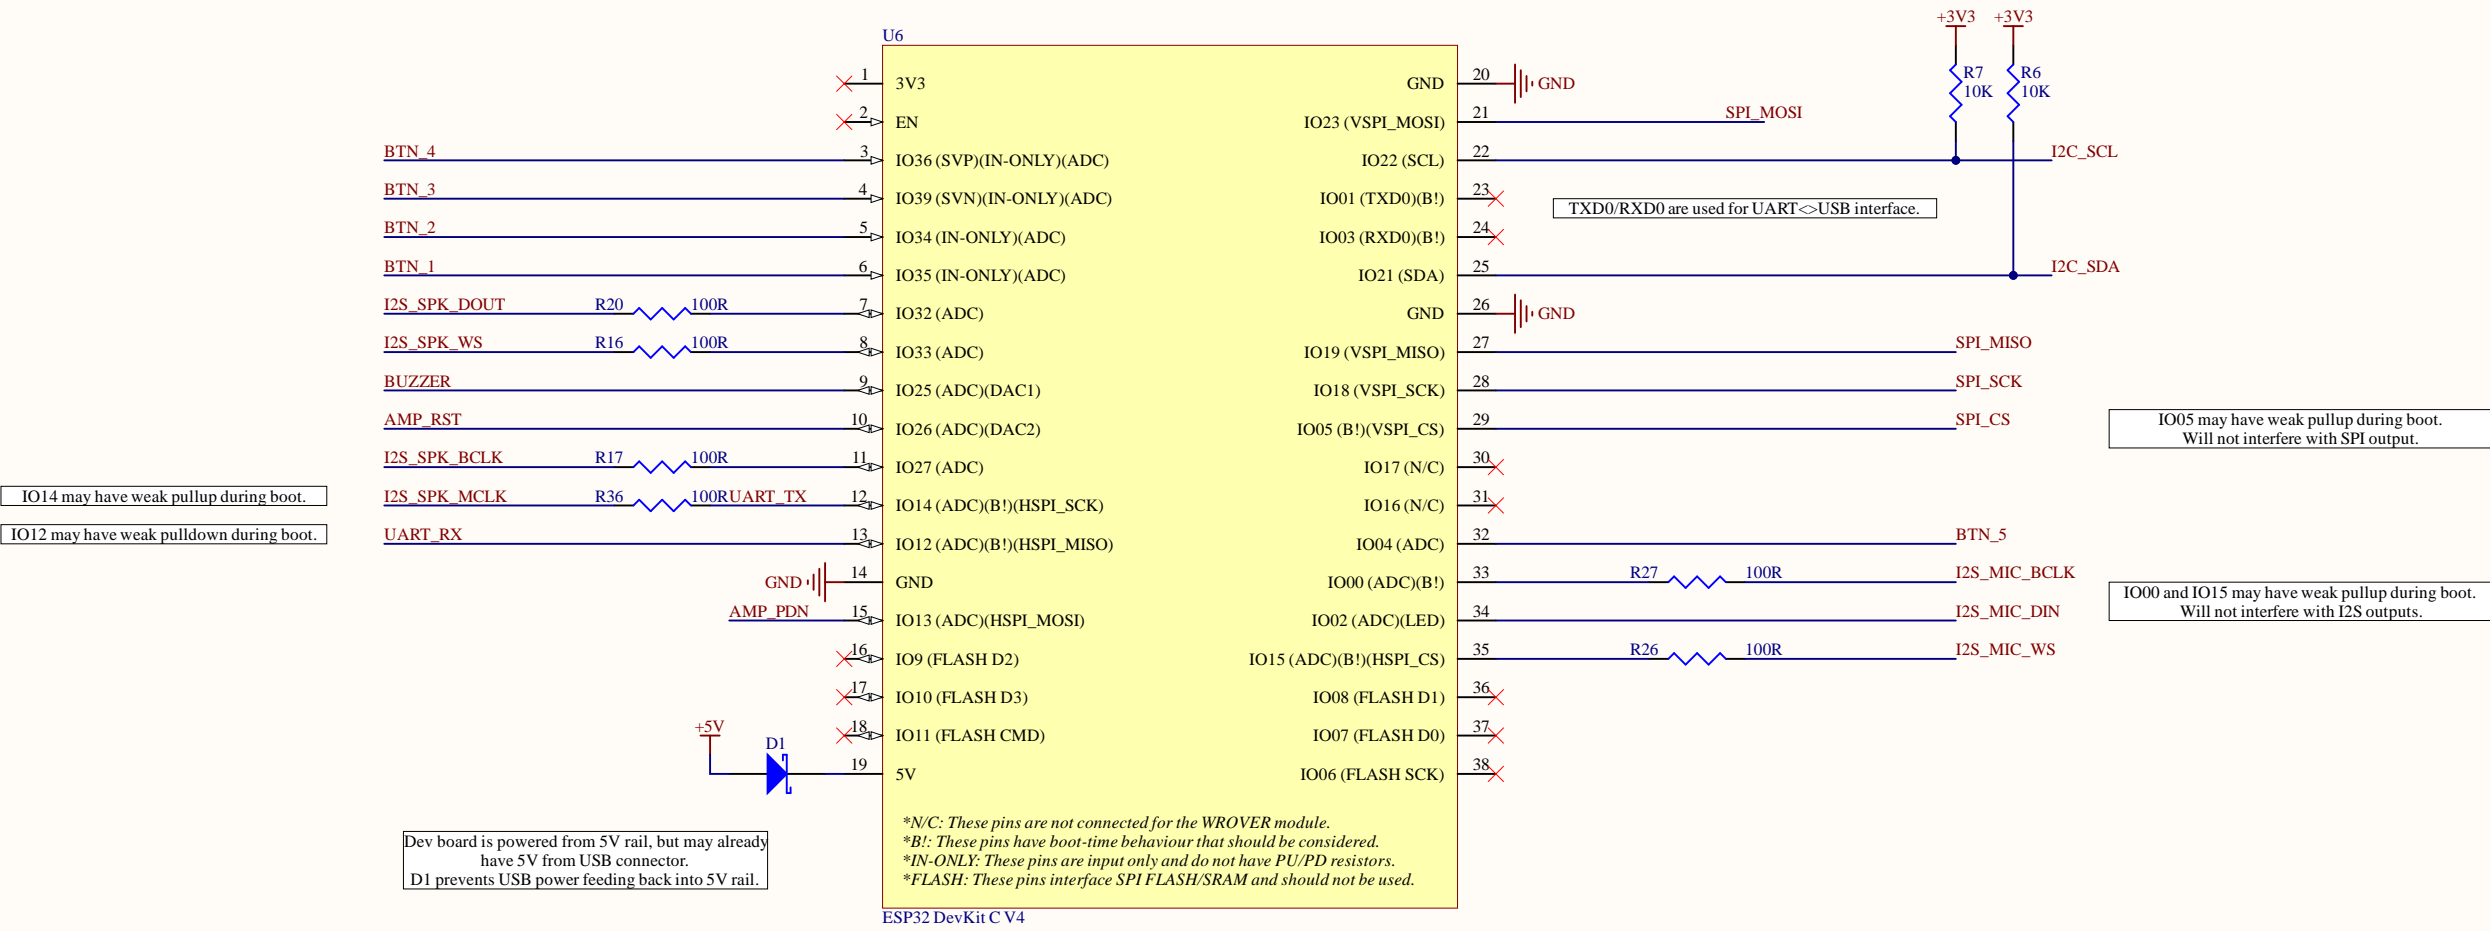 U6
1 3V3
2 EN
BTN_4 3 IO36 (SVP)(IN-ONLY)(ADC)
BTN_3 4 IO39 (SVN)(IN-ONLY)(ADC)
BTN_2 5 IO34 (IN-ONLY)(ADC)
BTN_1 6 IO35 (IN-ONLY)(ADC)
I2S_SPK_DOUT R20 100R 7 IO32 (ADC)
I2S_SPK_WS R16 100R 8 IO33 (ADC)
BUZZER 9 IO25 (ADC)(DAC1)
AMP_RST 10 IO26 (ADC)(DAC2)
I2S_SPK_BCLK R17 100R 11 IO27 (ADC)
IO14 may have weak pullup during boot.
I2S_SPK_MCLK R36 100R UART_TX 12 IO14 (ADC)(B!)(HSPI_SCK)
IO12 may have weak pulldown during boot.
UART_RX 13 IO12 (ADC)(B!)(HSPI_MISO)
GND 14 GND
AMP_PDN 15 IO13 (ADC)(HSPI_MOSI)
16 IO9 (FLASH D2)
17 IO10 (FLASH D3)
18 IO11 (FLASH CMD)
+5V D1 19 5V
Dev board is powered from 5V rail, but may already
have 5V from USB connector.
D1 prevents USB power feeding back into 5V rail.
+3V3 +3V3
R7 R6
10K 10K
GND 20 GND
IO23 (VSPI_MOSI) 21 SPI_MOSI
IO22 (SCL) 22 I2C_SCL
IO01 (TXD0)(B!) 23
TXD0/RXD0 are used for UART<>USB interface.
IO03 (RXD0)(B!) 24
IO21 (SDA) 25 I2C_SDA
GND 26 GND
IO19 (VSPI_MISO) 27 SPI_MISO
IO18 (VSPI_SCK) 28 SPI_SCK
IO05 (B!)(VSPI_CS) 29 SPI_CS
IO05 may have weak pullup during boot.
Will not interfere with SPI output.
IO17 (N/C) 30
IO16 (N/C) 31
IO04 (ADC) 32 BTN_5
IO00 (ADC)(B!) 33 R27 100R I2S_MIC_BCLK
IO02 (ADC)(LED) 34 I2S_MIC_DIN
IO00 and IO15 may have weak pullup during boot.
Will not interfere with I2S outputs.
IO15 (ADC)(B!)(HSPI_CS) 35 R26 100R I2S_MIC_WS
IO08 (FLASH D1) 36
IO07 (FLASH D0) 37
IO06 (FLASH SCK) 38
*N/C: These pins are not connected for the WROVER module.
*B!: These pins have boot-time behaviour that should be considered.
*IN-ONLY: These pins are input only and do not have PU/PD resistors.
*FLASH: These pins interface SPI FLASH/SRAM and should not be used.
ESP32 DevKit C V4